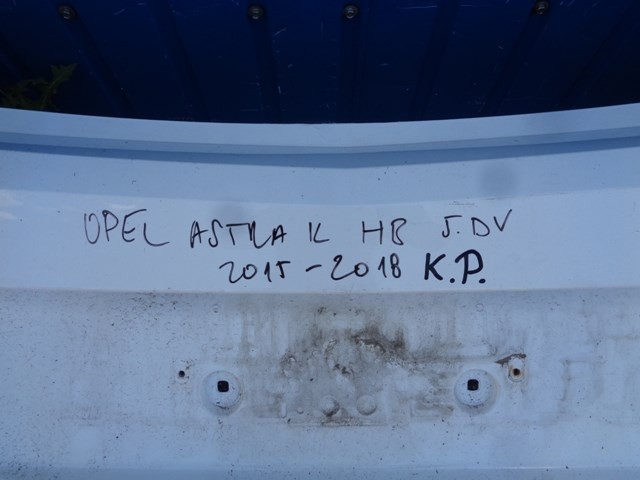 OPEL ASTRA K HB 5.DV
2015-2018 K.P.